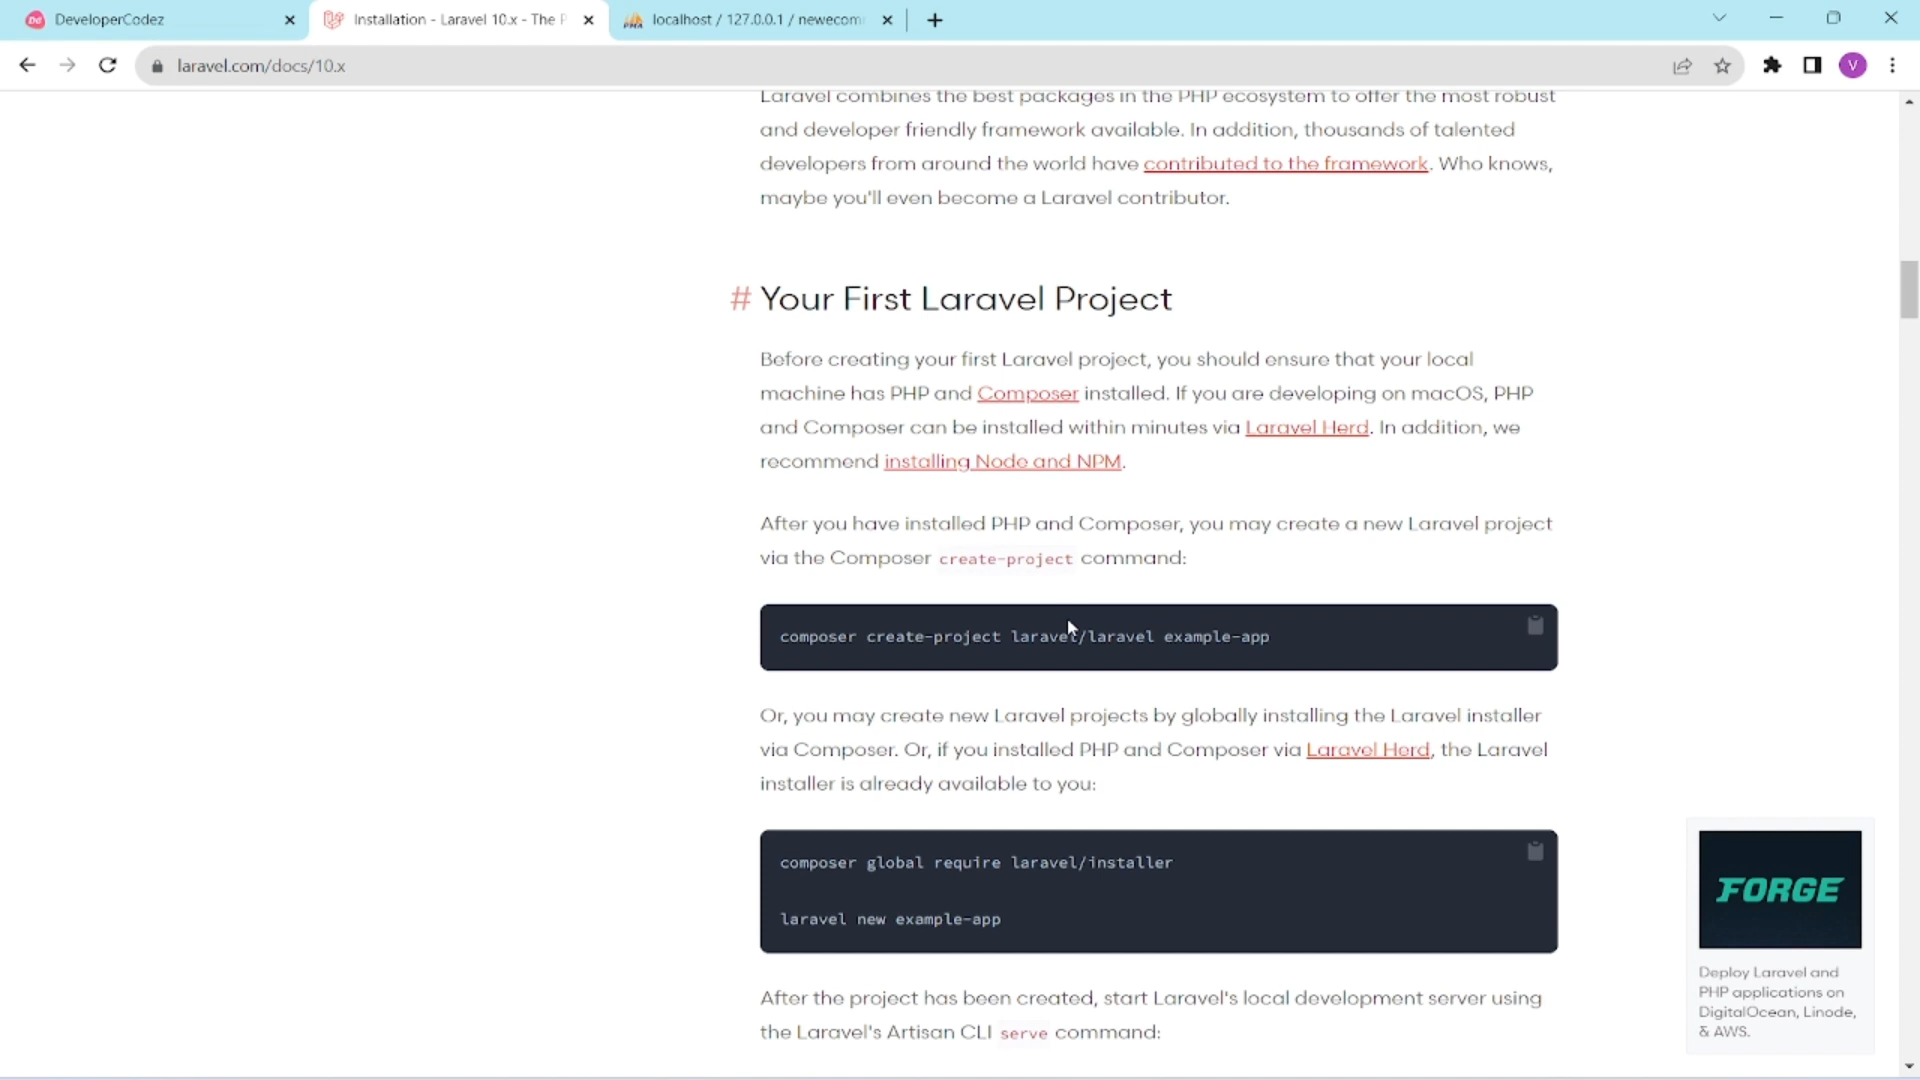 DeveloperCodez
Installation - Laravel 10.x - The P
localhost / 127.0.0.1 / newecom
laravel.com/docs/10.x
V
Laravel combines the best packages in the PHP ecosystem to offer the most robust
and developer friendly framework available. In addition, thousands of talented
developers from around the world have contributed to the framework. Who knows,
maybe you'll even become a Laravel contributor.
# Your First Laravel Project
Before creating your first Laravel project, you should ensure that your local
machine has PHP and Composer installed. If you are developing on macOS, PHP
and Composer can be installed within minutes via Laravel Herd. In addition, we
recommend installing Node and NPM.
After you have installed PHP and Composer, you may create a new Laravel project
via the Composer create-project command:
composer create-project laravel/laravel example-app
Or, you may create new Laravel projects by globally installing the Laravel installer
via Composer. Or, if you installed PHP and Composer via Laravel Herd, the Laravel
installer is already available to you:
composer global require laravel/installer
laravel new example-app
FORGE
Deploy Laravel and
PHP applications on
DigitalOcean, Linode,
& AWS.
After the project has been created, start Laravel's local development server using
the Laravel's Artisan CLI serve command: